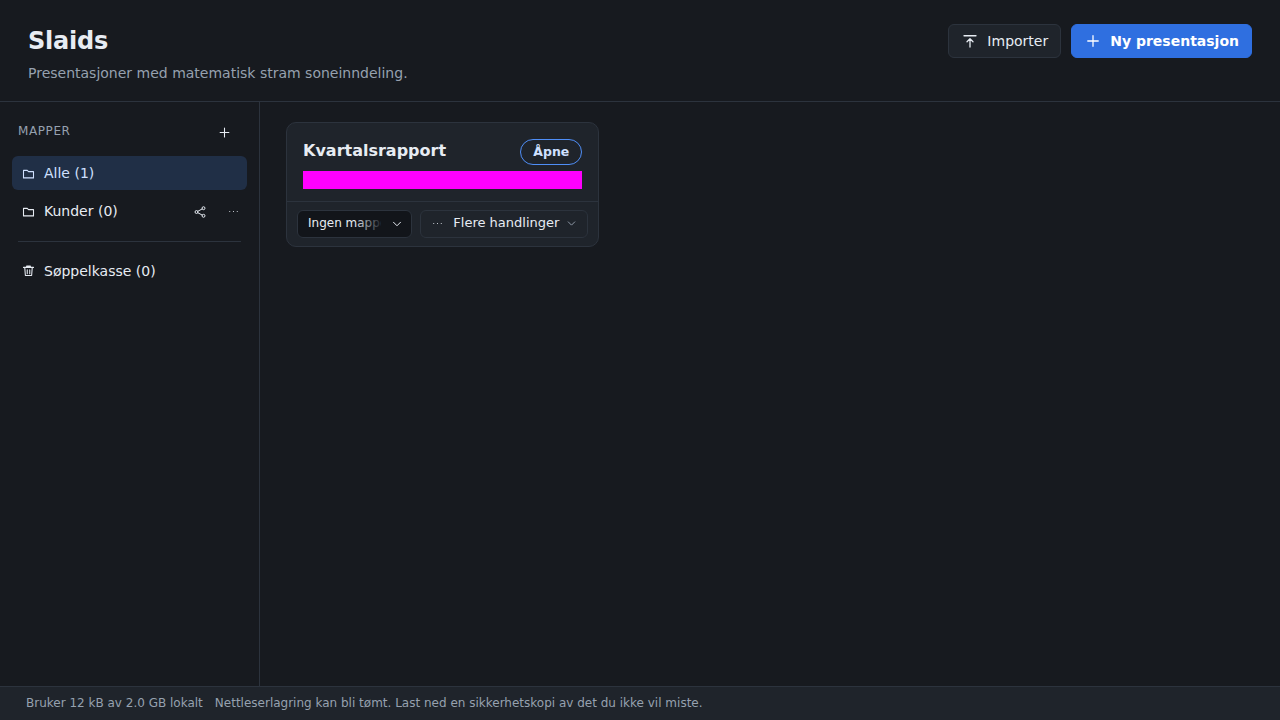 Slaids
Presentasjoner med matematisk stram soneinndeling.
Importer
Ny presentasjon
MAPPER
Alle (1)
Kunder (0)
Søppelkasse (0)
Kvartalsrapport
Åpne
Ingen mapp
Flere handlinger
Bruker 12 kB av 2.0 GB lokalt Nettleserlagring kan bli tømt. Last ned en sikkerhetskopi av det du ikke vil miste.